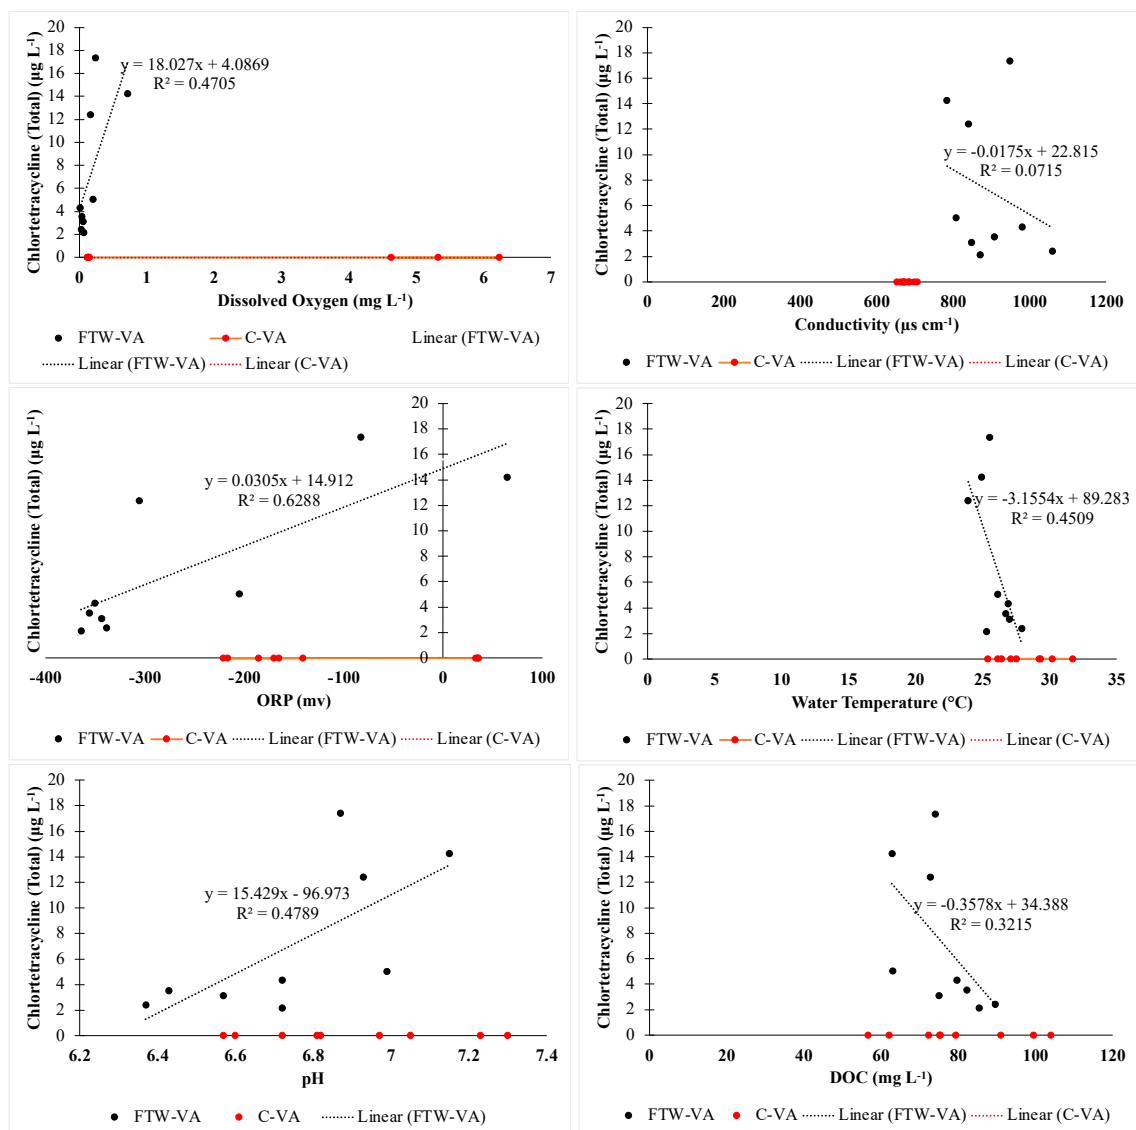 Chlortetracycline (Total) (µg L-1)
20
18
16
14
12
10
8
6
4
2
0
y = 18.027x + 4.0869
R² = 0.4705
0 1 2 3 4 5 6 7
Dissolved Oxygen (mg L-1)
FTW-VA C-VA Linear (FTW-VA)
Linear (FTW-VA) Linear (C-VA)
Chlortetracycline (Total) (µg L-1)
20
18
16
14
12
10
8
6
4
2
0
y = -0.0175x + 22.815
R² = 0.0715
0 200 400 600 800 1000 1200
Conductivity (µs cm-1)
FTW-VA C-VA Linear (FTW-VA) Linear (C-VA)
Chlortetracycline (Total) (µg L-1)
20
18
16
14
12
10
8
6
4
2
0
y = 0.0305x + 14.912
R² = 0.6288
-400 -300 -200 -100 0 100
ORP (mv)
FTW-VA C-VA Linear (FTW-VA) Linear (C-VA)
Chlortetracycline (Total) (µg L-1)
20
18
16
14
12
10
8
6
4
2
0
y = -3.1554x + 89.283
R² = 0.4509
0 5 10 15 20 25 30 35
Water Temperature (°C)
FTW-VA C-VA Linear (FTW-VA) Linear (C-VA)
Chlortetracycline (Total) (µg L-1)
20
18
16
14
12
10
8
6
4
2
0
y = 15.429x - 96.973
R² = 0.4789
6.2 6.4 6.6 6.8 7 7.2 7.4
pH
FTW-VA C-VA Linear (FTW-VA)
Chlortetracycline (Total) (µg L-1)
20
18
16
14
12
10
8
6
4
2
0
y = -0.3578x + 34.388
R² = 0.3215
0 20 40 60 80 100 120
DOC (mg L-1)
FTW-VA C-VA Linear (FTW-VA) Linear (C-VA)